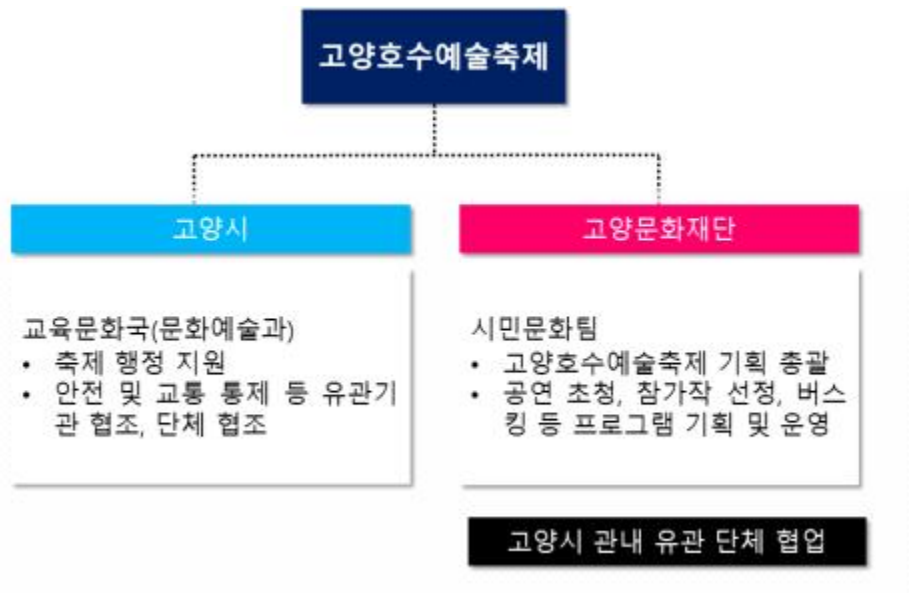 고양호수예술축제
고양시
교육문화국(문화예술과)
• 축제 행정 지원
• 안전 및 교통 통제 등 유관기
관 협조, 단체 협조
고양문화재단
시민문화팀
• 고양호수예술축제 기획 총괄
• 공연 초청, 참가작 선정, 버스
킹 등 프로그램 기획 및 운영
고양시 관내 유관 단체 협업